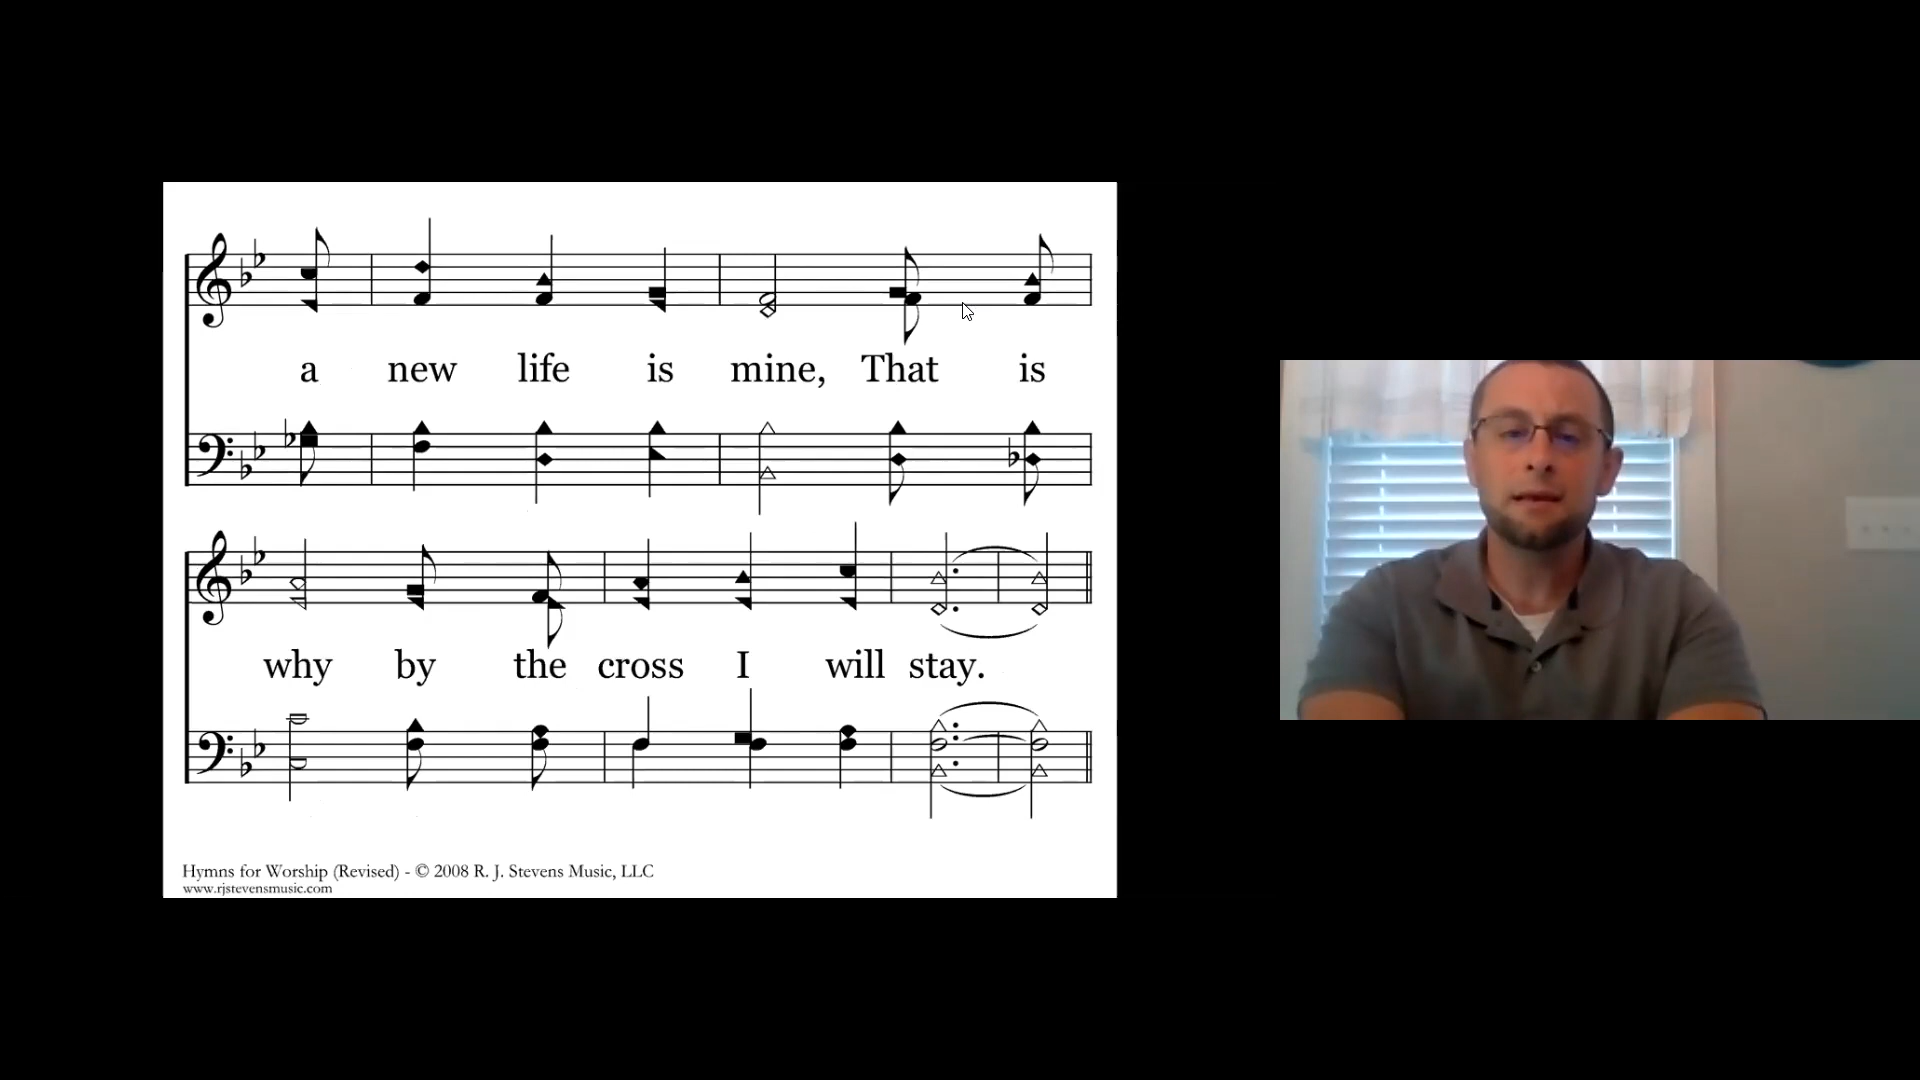 a new life is mine, That is
why by the cross I will stay.
Hymns for Worship (Revised) - © 2008 R. J. Stevens Music, LLC
www.rjstevensmusic.com